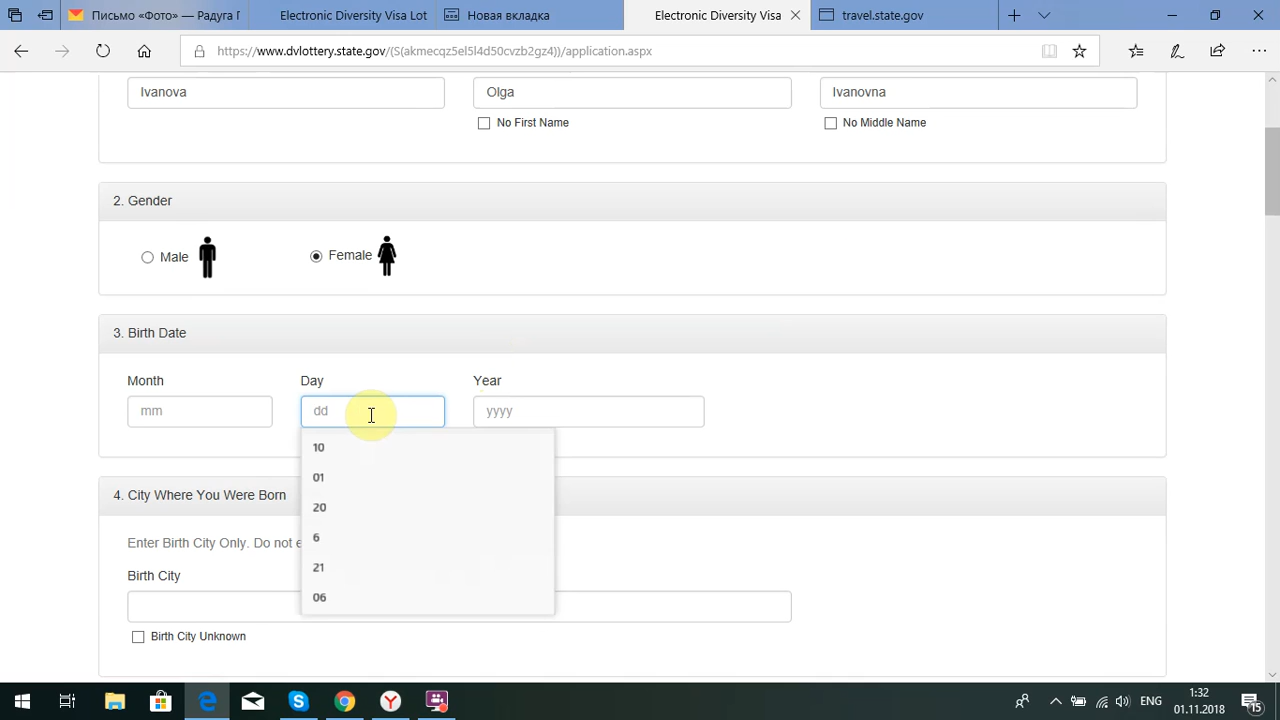 Письмо «Фото» — Радуга Г
Electronic Diversity Visa Lot
Новая вкладка
Electronic Diversity Visa
travel.state.gov
https://www.dvlottery.state.gov/(S(akmecqz5el5l4d50cvzb2gz4))/application.aspx
Ivanova Olga Ivanovna
No First Name No Middle Name
2. Gender
Male Female
3. Birth Date
Month Day Year
mm dd yyyy
10
01
20
6
21
06
4. City Where You Were Born
Enter Birth City Only. Do not e
Birth City
Birth City Unknown
ENG
1:32
01.11.2018
15